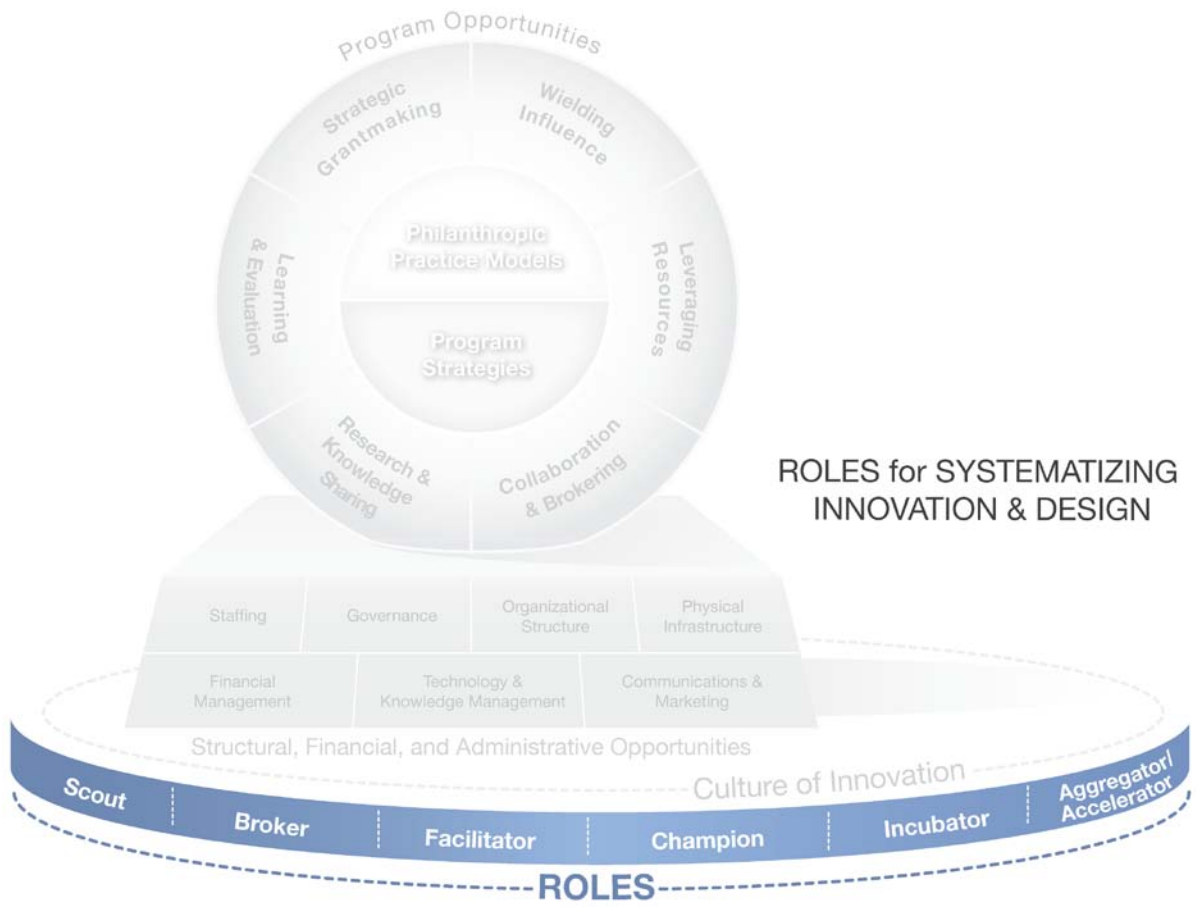 Program Opportunities
Strategic
Grantmaking
Wielding
Influence
Learning
& Evaluation
Philanthropic
Practice Models
Leveraging
Resources
Program
Strategies
Research &
Knowledge
Sharing
Collaboration
& Brokering
ROLES for SYSTEMATIZING
INNOVATION & DESIGN
Staffing
Governance
Organizational
Structure
Physical
Infrastructure
Financial
Management
Technology &
Knowledge Management
Communications &
Marketing
Structural, Financial, and Administrative Opportunities
Culture of Innovation
Scout
Broker
Facilitator
Champion
Incubator
Aggregator/
Accelerator
ROLES